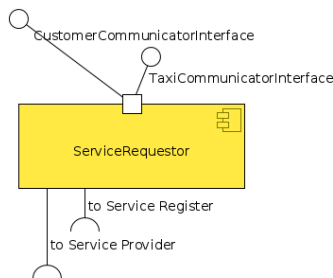 CustomerCommunicatorInterface
TaxiCommunicatorInterface
ServiceRequestor
to Service Register
to Service Provider